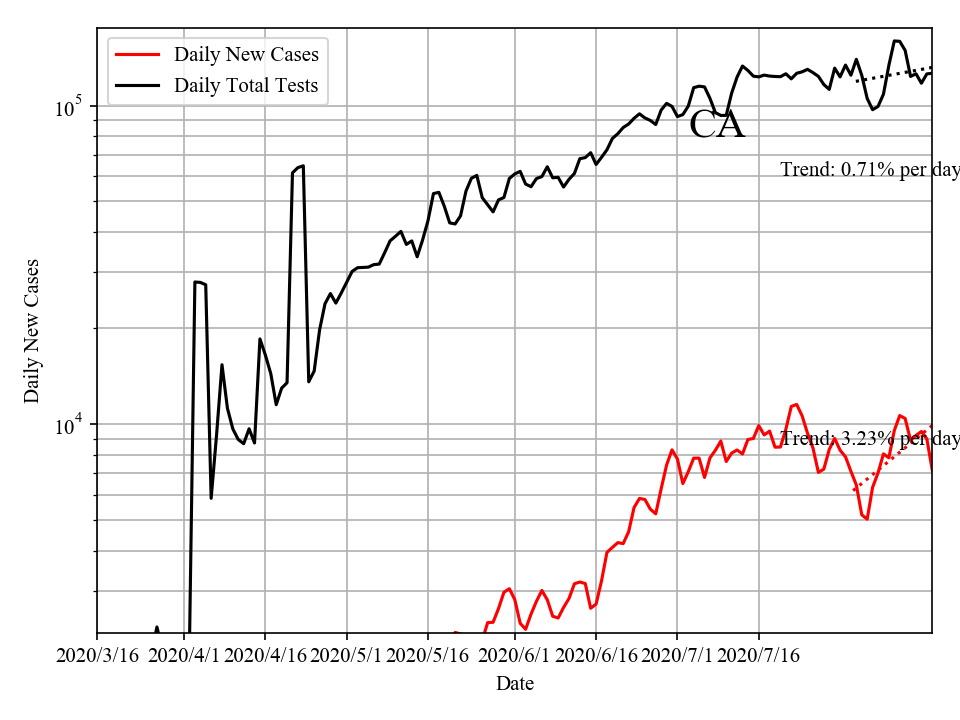 Daily New Cases
Daily Total Tests
10^5
CA
Trend: 0.71% per day
Daily New Cases
10^4
Trend: 3.23% per day
2020/3/16 2020/4/1 2020/4/16 2020/5/1 2020/5/16 2020/6/1 2020/6/16 2020/7/1 2020/7/16
Date